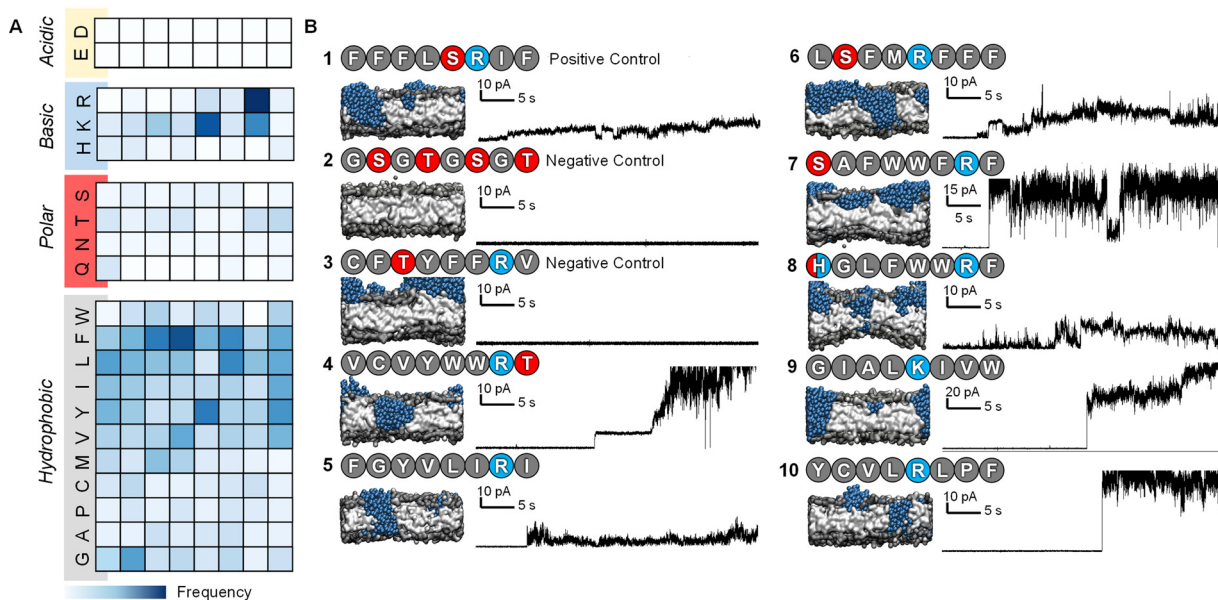 A
Acidic
E D
Basic
H K R
Polar
Q N T S
Hydrophobic
G A P C M V Y I L F W
Frequency
B
1 F F F L S R I F Positive Control
10 pA
5 s
2 G S G T G S G T Negative Control
10 pA
5 s
3 C F T Y F F R V Negative Control
10 pA
5 s
4 V C V Y W W R T
10 pA
5 s
5 F G Y V L I R I
10 pA
5 s
6 L S F M R F F F
10 pA
5 s
7 S A F W W F R F
15 pA
5 s
8 H G L F W W R F
10 pA
5 s
9 G I A L K I V W
20 pA
5 s
10 Y C V L R L P F
10 pA
5 s